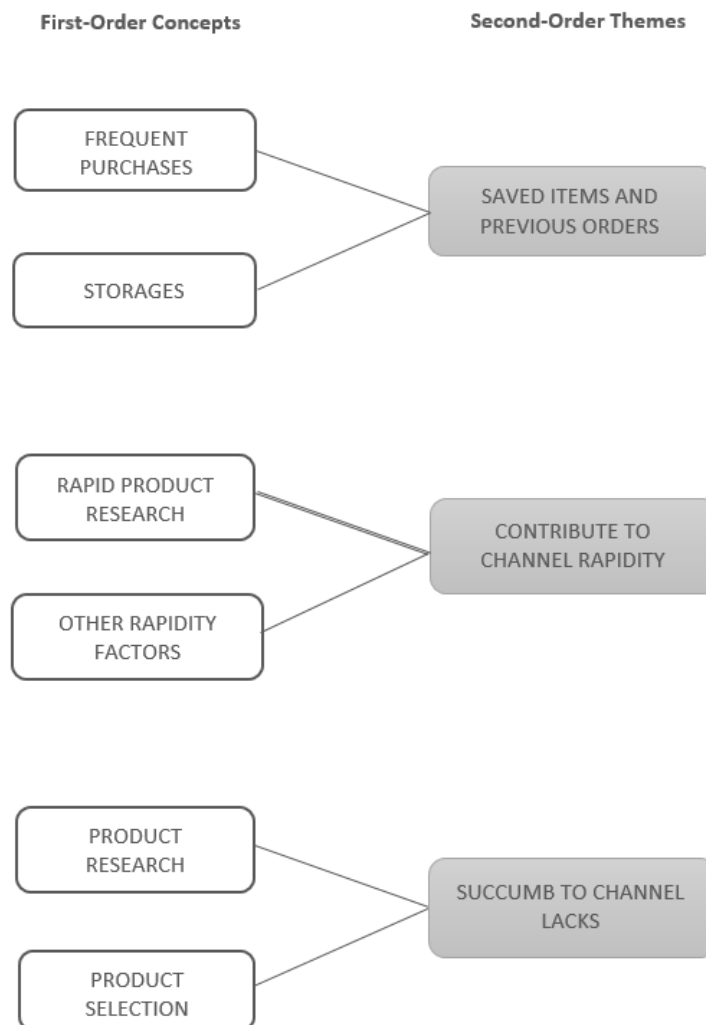 First-Order Concepts
Second-Order Themes
FREQUENT
PURCHASES
SAVED ITEMS AND
PREVIOUS ORDERS
STORAGES
RAPID PRODUCT
RESEARCH
CONTRIBUTE TO
CHANNEL RAPIDITY
OTHER RAPIDITY
FACTORS
PRODUCT
RESEARCH
SUCCUMB TO CHANNEL
LACKS
PRODUCT
SELECTION